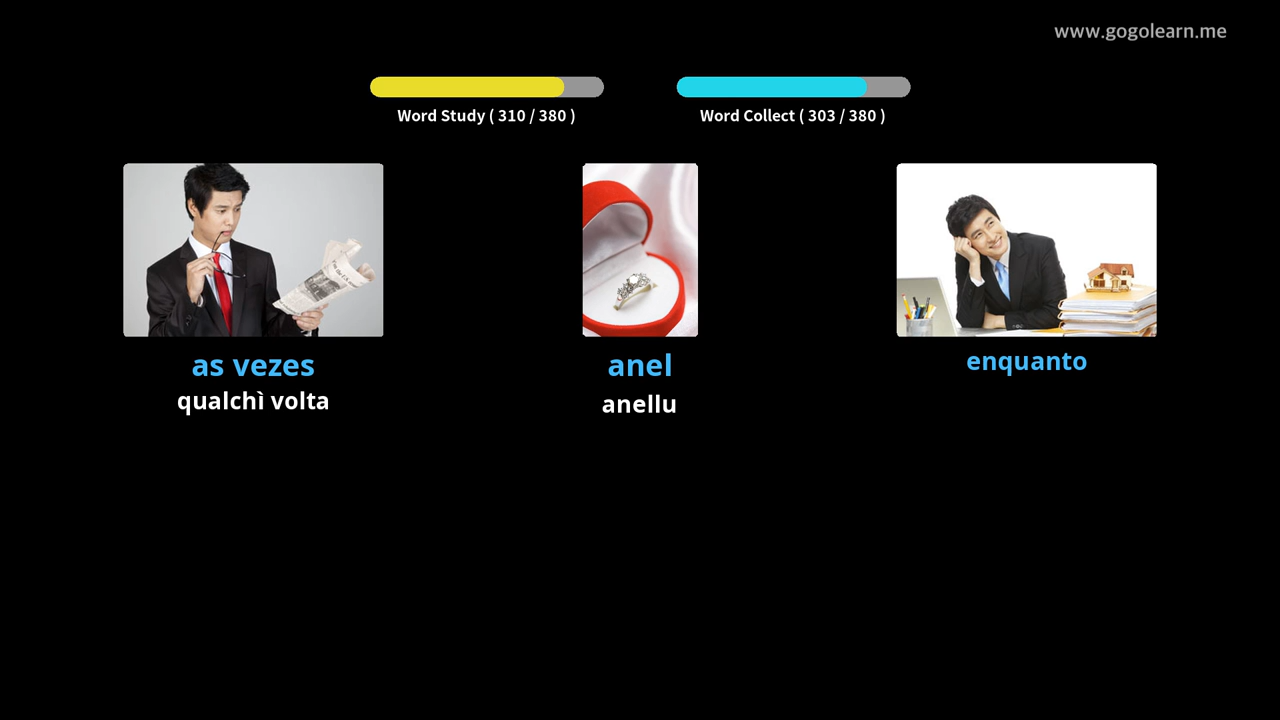 www.gogolearn.me
Word Study ( 310 / 380 )
Word Collect ( 303 / 380 )
as vezes
qualchì volta
anel
anellu
enquanto